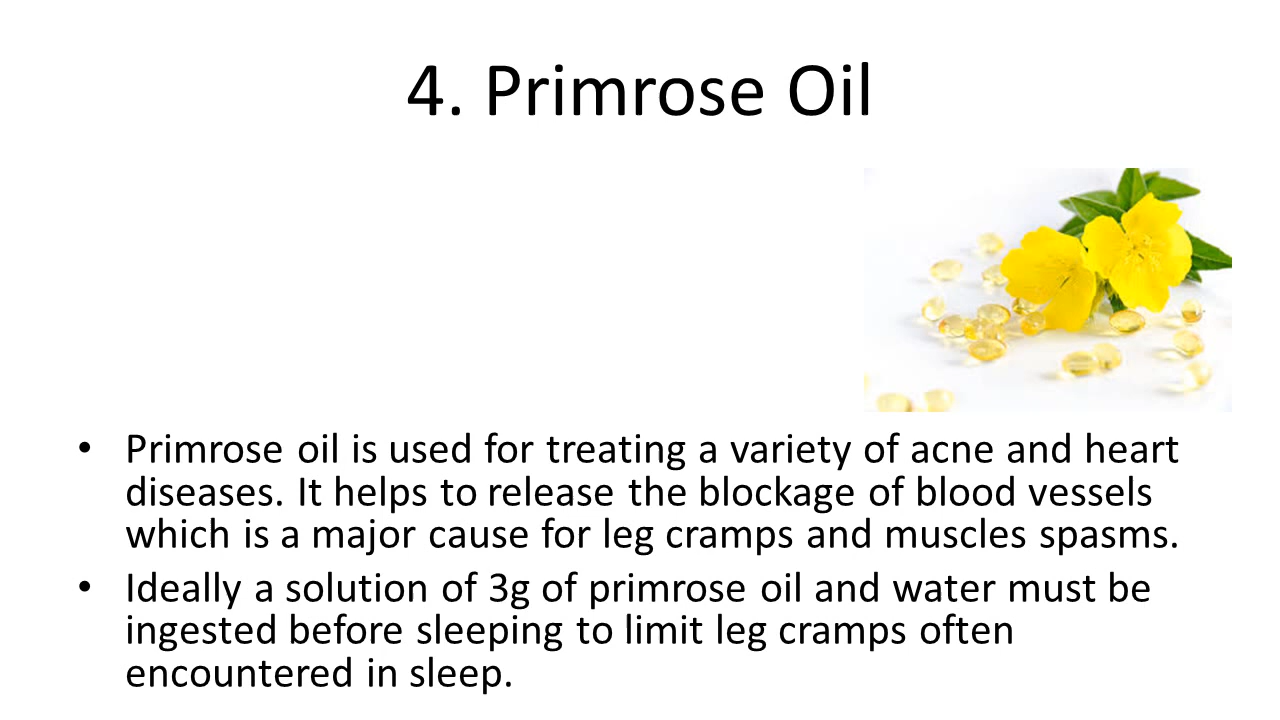 4. Primrose Oil
• Primrose oil is used for treating a variety of acne and heart
diseases. It helps to release the blockage of blood vessels
which is a major cause for leg cramps and muscles spasms.
• Ideally a solution of 3g of primrose oil and water must be
ingested before sleeping to limit leg cramps often
encountered in sleep.